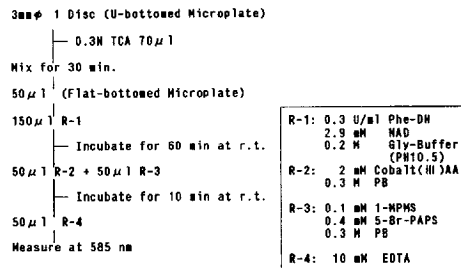 3mmφ 1 Disc (U-bottomed Microplate)
0.3N TCA 70μl
Mix for 30 min.
50μl (Flat-bottomed Microplate)
150μl R-1
Incubate for 60 min at r.t.
50μl R-2 + 50μl R-3
Incubate for 10 min at r.t.
50μl R-4
Measure at 585 nm
R-1: 0.3 U/ml Phe-DH
2.9 mM NAD
0.2 M Gly-Buffer
(PH10.5)
R-2: 2 mM Cobalt(III)AA
0.3 M PB
R-3: 0.1 mM 1-MPMS
0.4 mM 5-Br-PAPS
0.3 M PB
R-4: 10 mM EDTA